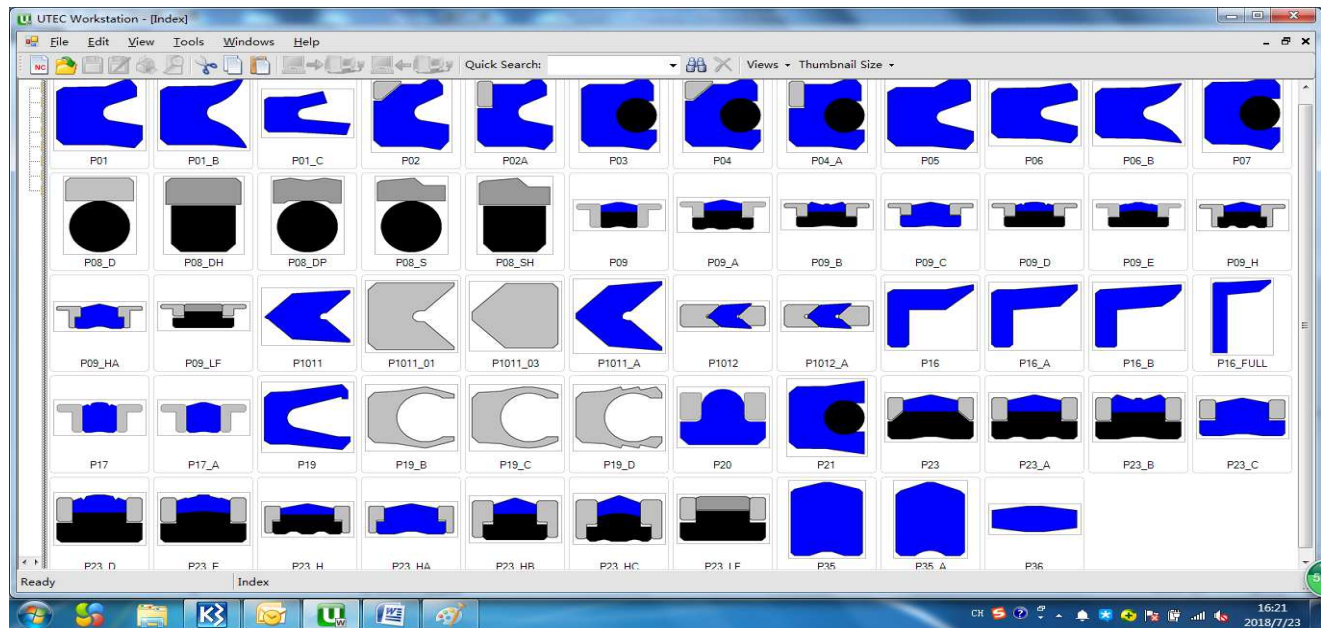 UTEC Workstation - [Index]
File Edit View Tools Windows Help
NC Quick Search: Views Thumbnail Size
P01 P01_B P01_C P02 P02A P03 P04 P04_A P05 P06 P06_B P07
P08_D P08_DH P08_DP P08_S P08_SH P09 P09_A P09_B P09_C P09_D P09_E P09_H
P09_HA P09_LF P1011 P1011_01 P1011_03 P1011_A P1012 P1012_A P16 P16_A P16_B P16_FULL
P17 P17_A P19 P19_B P19_C P19_D P20 P21 P23 P23_A P23_B P23_C
P23_D P23_E P23_H P23_HA P23_HB P23_HC P23_LF P35 P35_A P36
Ready Index
CH 16:21
2018/7/23